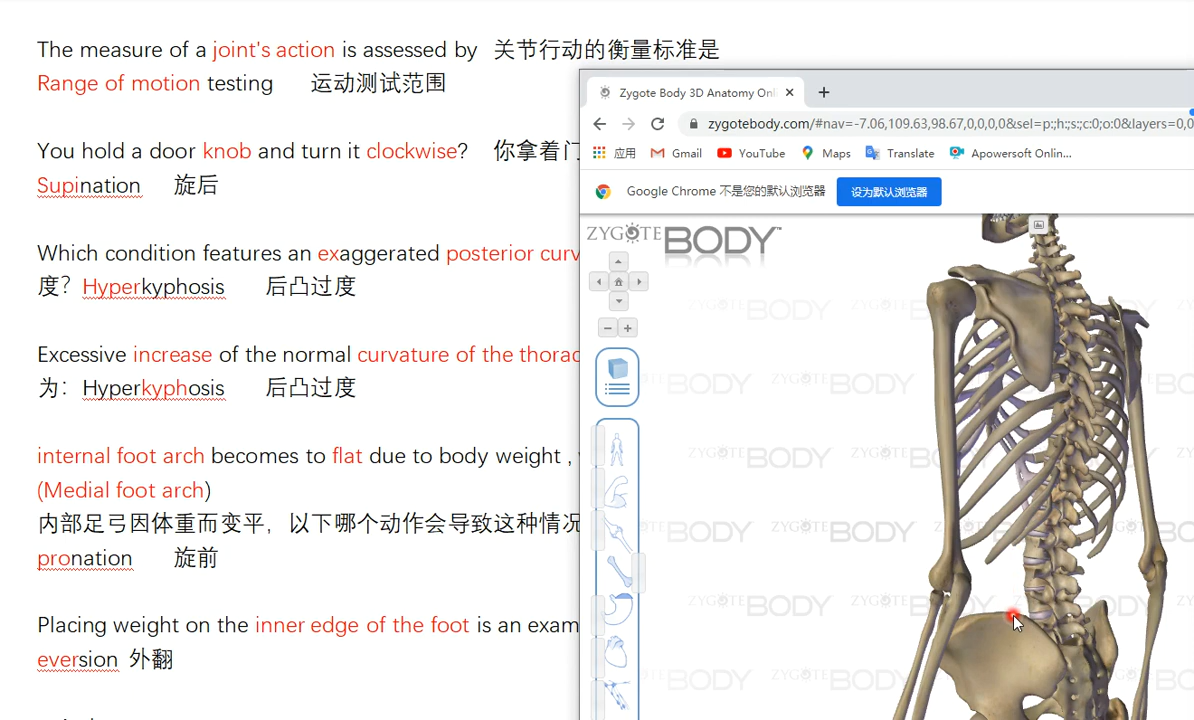 The measure of a joint's action is assessed by 关节行动的衡量标准是
Range of motion testing 运动测试范围
You hold a door knob and turn it clockwise? 你拿着门
Supination 旋后
Which condition features an exaggerated posterior curv
度？Hyperkyphosis 后凸过度
Excessive increase of the normal curvature of the thorac
为：Hyperkyphosis 后凸过度
internal foot arch becomes to flat due to body weight ,
(Medial foot arch)
内部足弓因体重而变平，以下哪个动作会导致这种情况
pronation 旋前
Placing weight on the inner edge of the foot is an exam
eversion 外翻
Zygote Body 3D Anatomy Onl
zygotebody.com/#nav=-7.06,109.63,98.67,0,0,0,0&sel=p:;h:;s:;c:0;o:0&layers=0,0
应用 Gmail YouTube Maps Translate Apowersoft Onlin...
Google Chrome 不是您的默认浏览器 设为默认浏览器
ZYGOTE BODY™